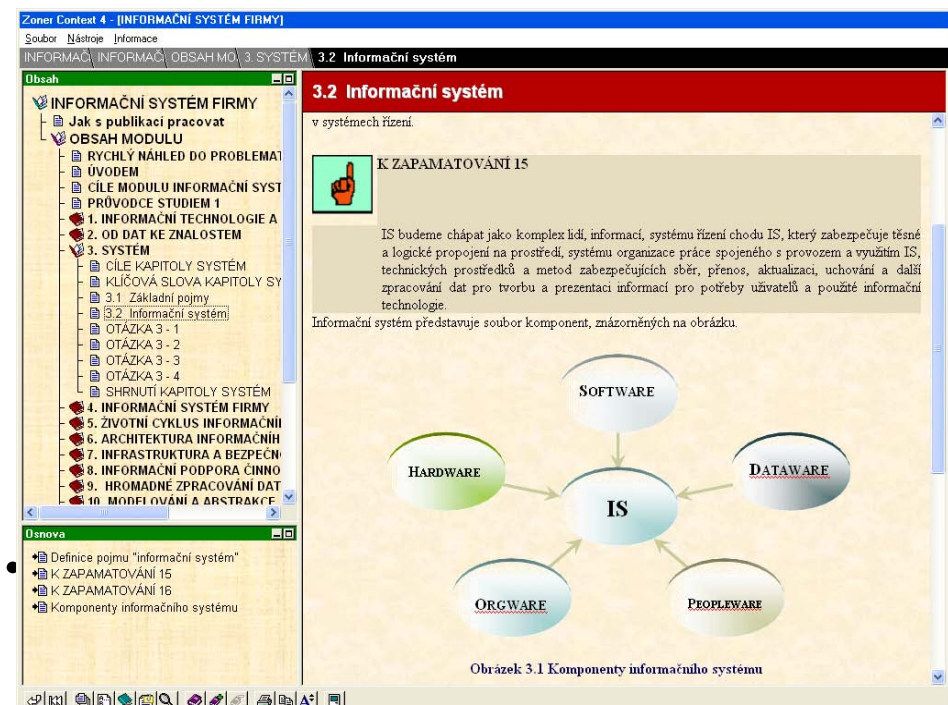 Zoner Context 4 - [INFORMAČNÍ SYSTÉM FIRMY]
Soubor Nástroje Informace
INFORMAČ INFORMAČ OBSAH MO 3. SYSTÉM 3.2 Informační systém
Obsah
INFORMAČNÍ SYSTÉM FIRMY
Jak s publikací pracovat
OBSAH MODULU
RYCHLÝ NÁHLED DO PROBLEMAT
ÚVODEM
CÍLE MODULU INFORMAČNÍ SYST
PRŮVODCE STUDIEM 1
1. INFORMAČNÍ TECHNOLOGIE A
2. OD DAT KE ZNALOSTEM
3. SYSTÉM
CÍLE KAPITOLY SYSTÉM
KLÍČOVÁ SLOVA KAPITOLY SY
3.1 Základní pojmy
3.2 Informační systém
OTÁZKA 3 - 1
OTÁZKA 3 - 2
OTÁZKA 3 - 3
OTÁZKA 3 - 4
SHRNUTÍ KAPITOLY SYSTÉM
4. INFORMAČNÍ SYSTÉM FIRMY
5. ŽIVOTNÍ CYKLUS INFORMAČNÍ
6. ARCHITEKTURA INFORMAČNÍH
7. INFRASTRUKTURA A BEZPEČN
8. INFORMAČNÍ PODPORA ČINNO
9. HROMADNÉ ZPRACOVÁNÍ DAT
10. MODELOVÁNÍ A ABSTRAKCE
Osnova
Definice pojmu "informační systém"
K ZAPAMATOVÁNÍ 15
K ZAPAMATOVÁNÍ 16
Komponenty informačního systému
3.2 Informační systém
v systémech řízení.
K ZAPAMATOVÁNÍ 15
IS budeme chápat jako komplex lidí, informací, systému řízení chodu IS, který zabezpečuje těsné
a logické propojení na prostředí, systému organizace práce spojeného s provozem a využitím IS,
technických prostředků a metod zabezpečujících sběr, přenos, aktualizaci, uchování a další
zpracování dat pro tvorbu a prezentaci informací pro potřeby uživatelů a použité informační
technologie.
Informační systém představuje soubor komponent, znázorněných na obrázku.
SOFTWARE
HARDWARE
DATAWARE
IS
ORGWARE
PEOPLEWARE
Obrázek 3.1 Komponenty informačního systému